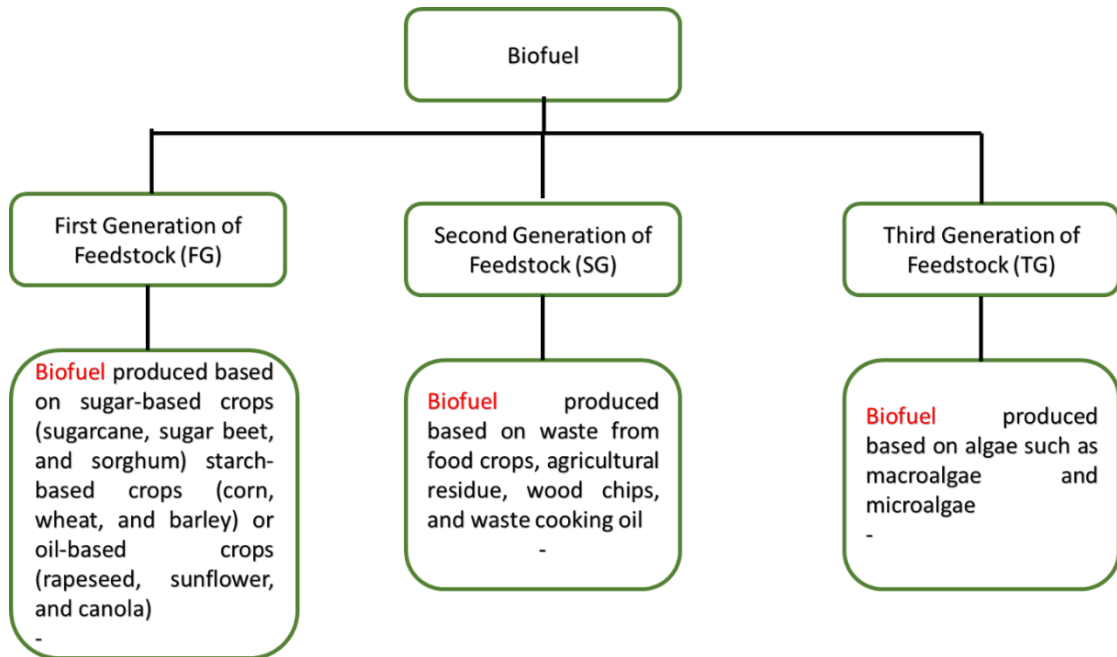 Biofuel
First Generation of
Feedstock (FG)
Second Generation of
Feedstock (SG)
Third Generation of
Feedstock (TG)
Biofuel produced based
on sugar-based crops
(sugarcane, sugar beet,
and sorghum) starch-
based crops (corn,
wheat, and barley) or
oil-based crops
(rapeseed, sunflower,
and canola)
-
Biofuel produced
based on waste from
food crops, agricultural
residue, wood chips,
and waste cooking oil
-
Biofuel produced
based on algae such as
macroalgae and
microalgae
-